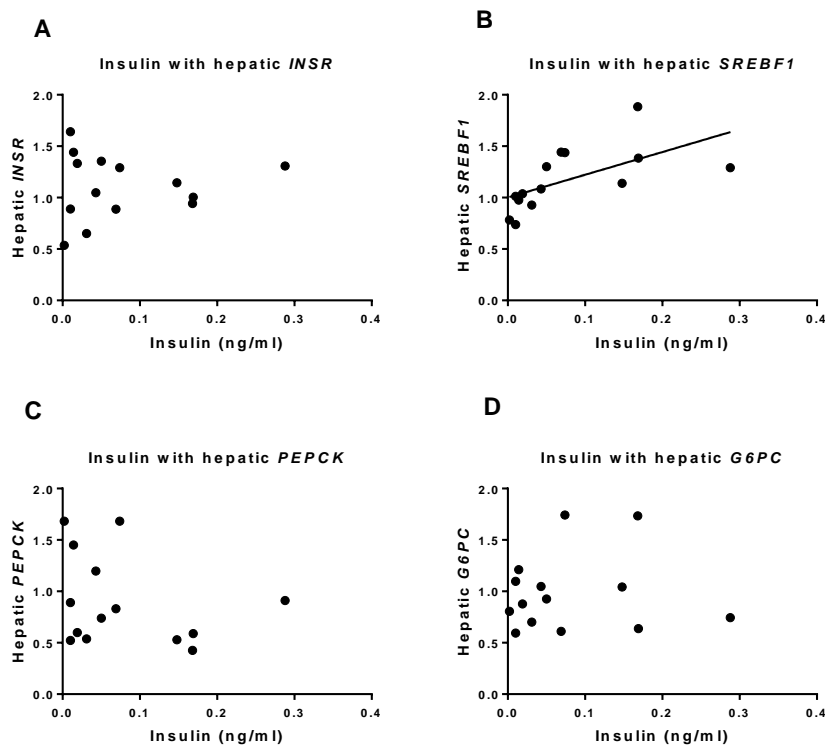 A
Insulin with hepatic INSR
2.0
1.5
1.0
0.5
0.0
Hepatic INSR
0.0 0.1 0.2 0.3 0.4
Insulin (ng/ml)
B
Insulin with hepatic SREBF1
2.0
1.5
1.0
0.5
0.0
Hepatic SREBF1
0.0 0.1 0.2 0.3 0.4
Insulin (ng/ml)
C
Insulin with hepatic PEPCK
2.0
1.5
1.0
0.5
0.0
Hepatic PEPCK
0.0 0.1 0.2 0.3 0.4
Insulin (ng/ml)
D
Insulin with hepatic G6PC
2.0
1.5
1.0
0.5
0.0
Hepatic G6PC
0.0 0.1 0.2 0.3 0.4
Insulin (ng/ml)